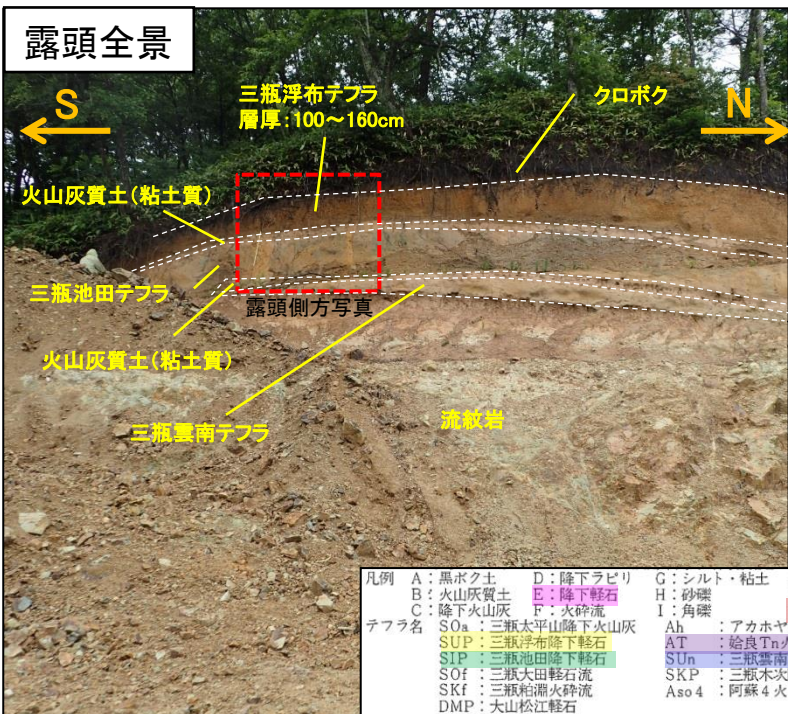 露頭全景
S
N
三瓶浮布テフラ
層厚：100～160cm
クロボク
火山灰質土（粘土質）
三瓶池田テフラ
露頭側方写真
火山灰質土（粘土質）
三瓶雲南テフラ
流紋岩
凡例 A：黒ボク土 D：降下ラピリ G：シルト・粘土
B：火山灰質土 E：降下軽石 H：砂礫
C：降下火山灰 F：火砕流 I：角礫
テフラ名 SOa：三瓶太平山降下火山灰 Ah：アカホヤ
SUP：三瓶浮布降下軽石 AT：姶良Tn火
SIP：三瓶池田降下軽石 SUn：三瓶雲南
SOf：三瓶大田軽石流 SKP：三瓶木次
SKf：三瓶粕淵火砕流 Aso4：阿蘇4火
DMP：大山松江軽石